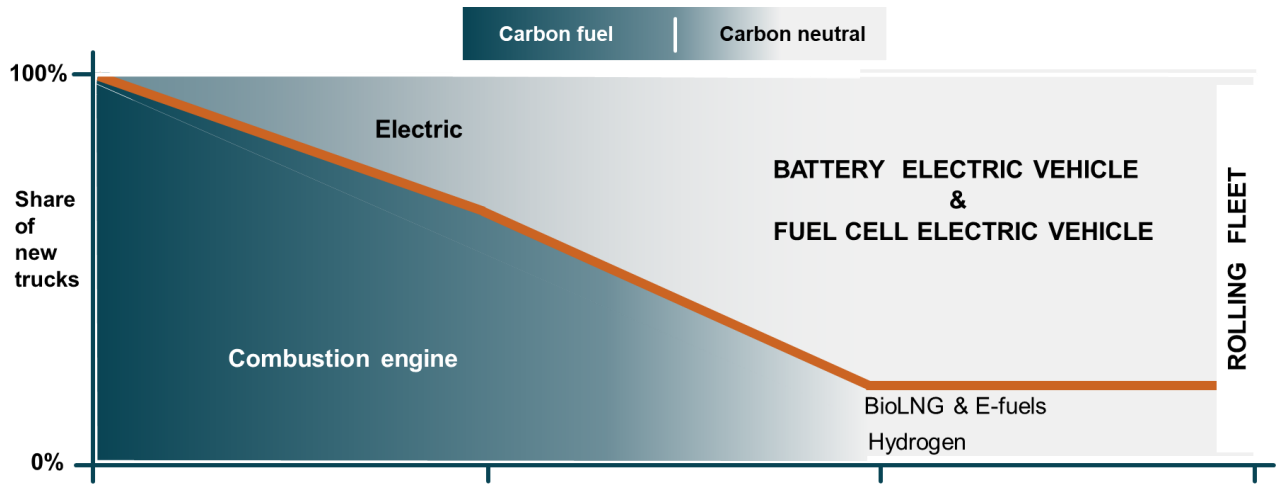 Carbon fuel
Carbon neutral
100%
Electric
BATTERY ELECTRIC VEHICLE
&
FUEL CELL ELECTRIC VEHICLE
Share
of
new
trucks
ROLLING FLEET
Combustion engine
BioLNG & E-fuels
Hydrogen
0%